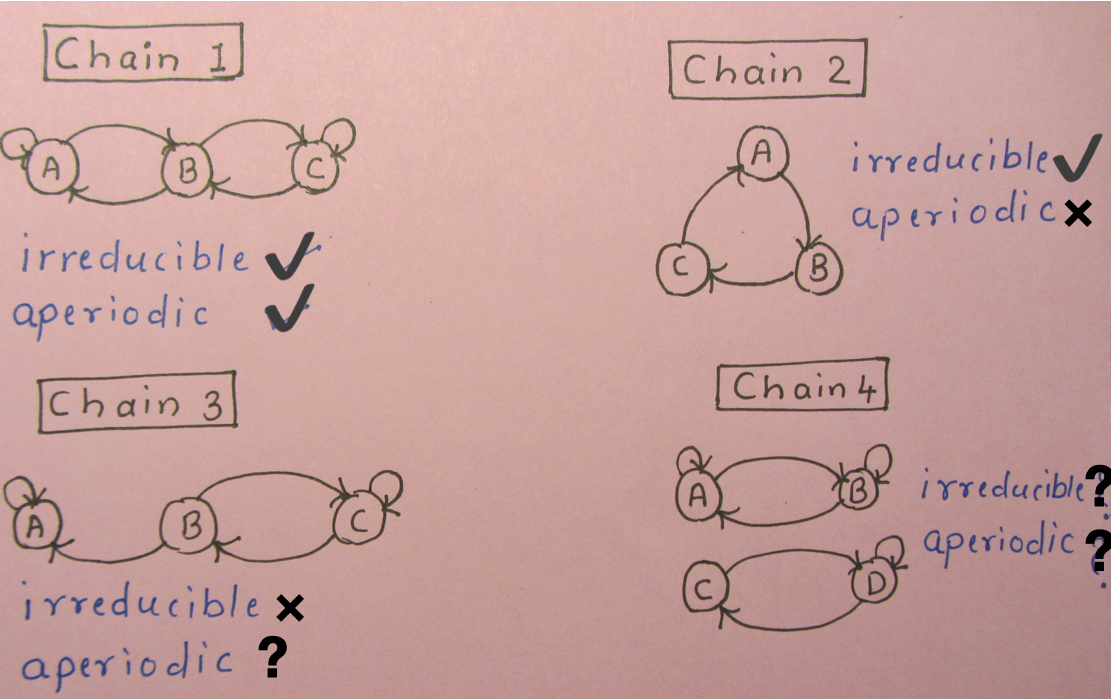 Chain 1
A B C
irreducible ✓
aperiodic ✓
Chain 2
A
C B
irreducible ✓
aperiodic ×
Chain 3
A B C
irreducible ×
aperiodic ?
Chain 4
A B
C D
irreducible ?
aperiodic ?